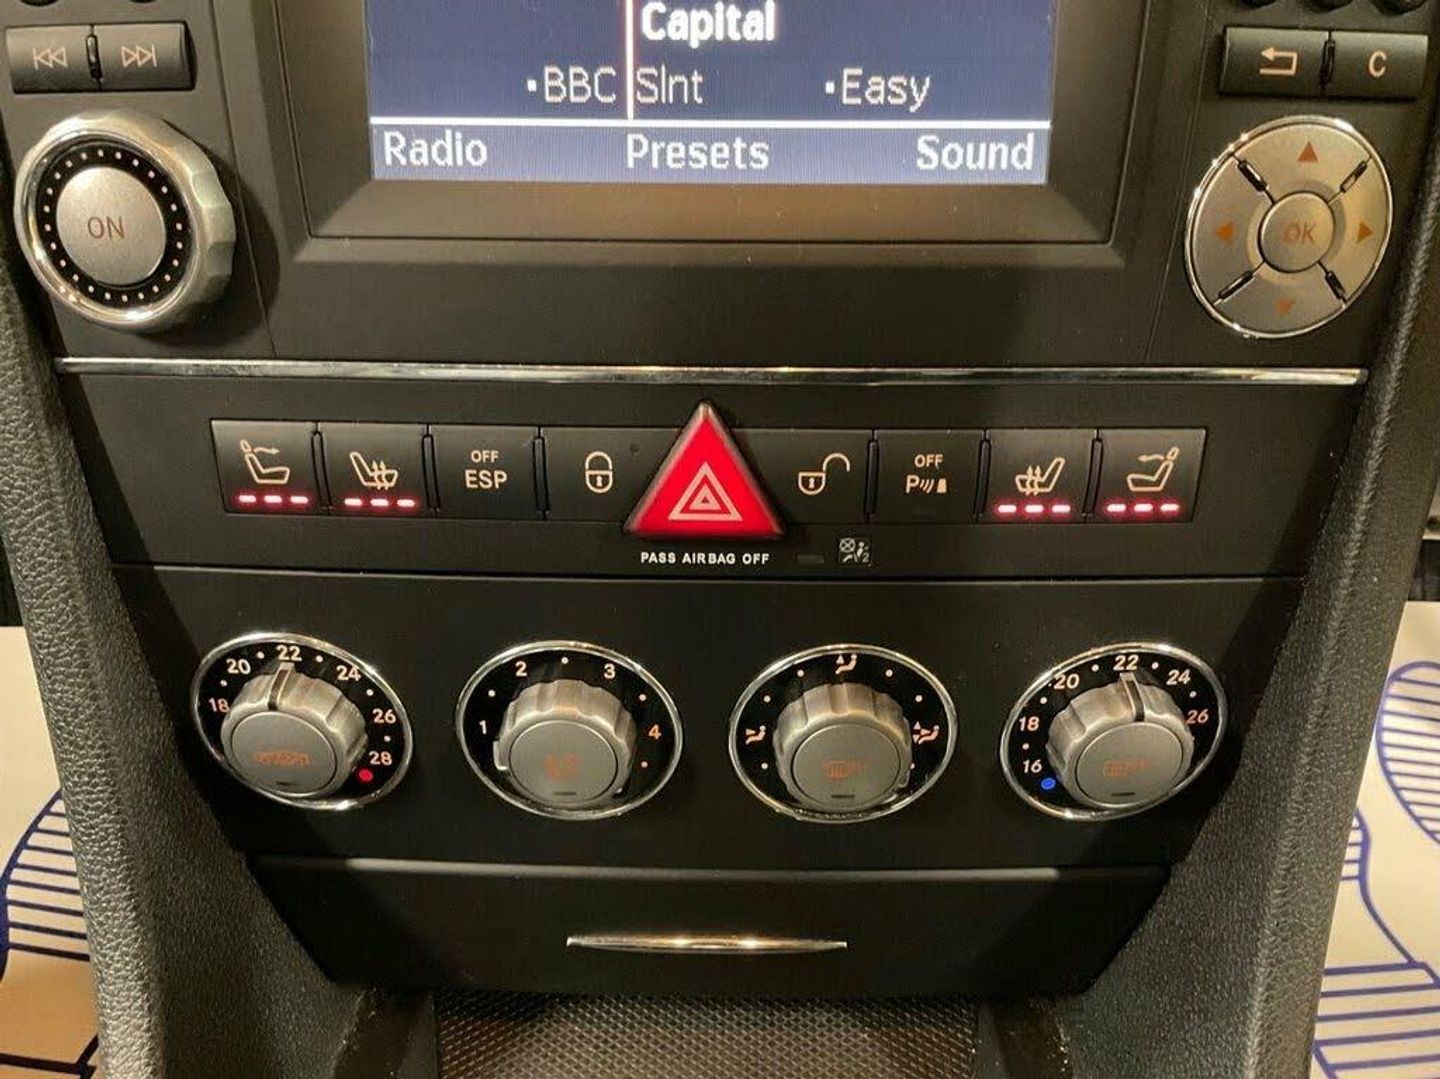 Capital
•BBC SInt •Easy
Radio Presets Sound
C
ON
OK
OFF ESP
OFF P
PASS AIRBAG OFF
18 20 22 24 26 28
1 2 3 4
16 18 20 22 24 26